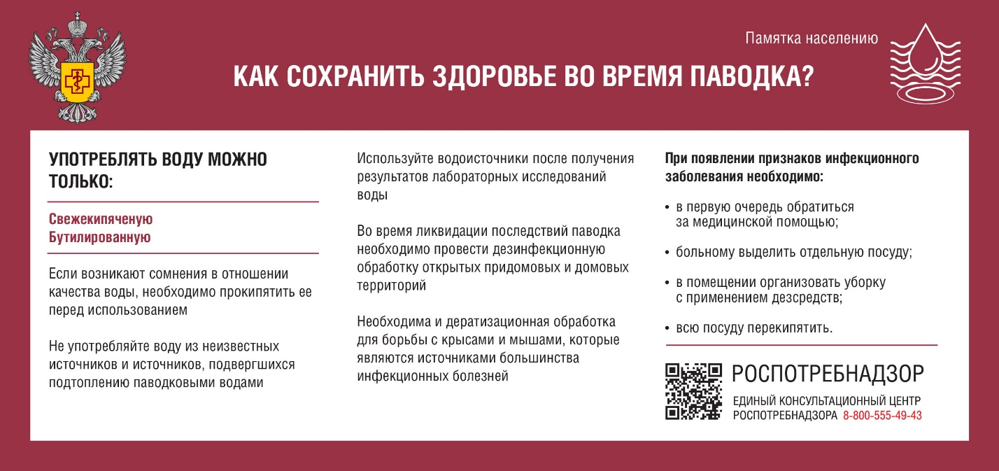 Памятка населению
КАК СОХРАНИТЬ ЗДОРОВЬЕ ВО ВРЕМЯ ПАВОДКА?
УПОТРЕБЛЯТЬ ВОДУ МОЖНО
ТОЛЬКО:
Свежекипяченую
Бутилированную
Если возникают сомнения в отношении
качества воды, необходимо прокипятить ее
перед использованием
Не употребляйте воду из неизвестных
источников и источников, подвергшихся
подтоплению паводковыми водами
Используйте водоисточники после получения
результатов лабораторных исследований
воды
Во время ликвидации последствий паводка
необходимо провести дезинфекционную
обработку открытых придомовых и домовых
территорий
Необходима и дератизационная обработка
для борьбы с крысами и мышами, которые
являются источниками большинства
инфекционных болезней
При появлении признаков инфекционного
заболевания необходимо:
• в первую очередь обратиться
за медицинской помощью;
• больному выделить отдельную посуду;
• в помещении организовать уборку
с применением дезсредств;
• всю посуду перекипятить.
РОСПОТРЕБНАДЗОР
ЕДИНЫЙ КОНСУЛЬТАЦИОННЫЙ ЦЕНТР
РОСПОТРЕБНАДЗОРА 8-800-555-49-43